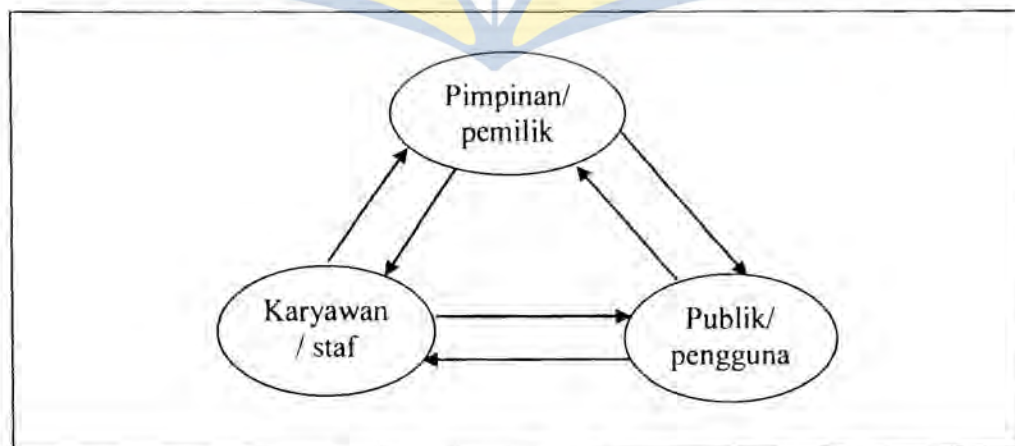 Pimpinan/
pemilik
Karyawan
/ staf
Publik/
pengguna